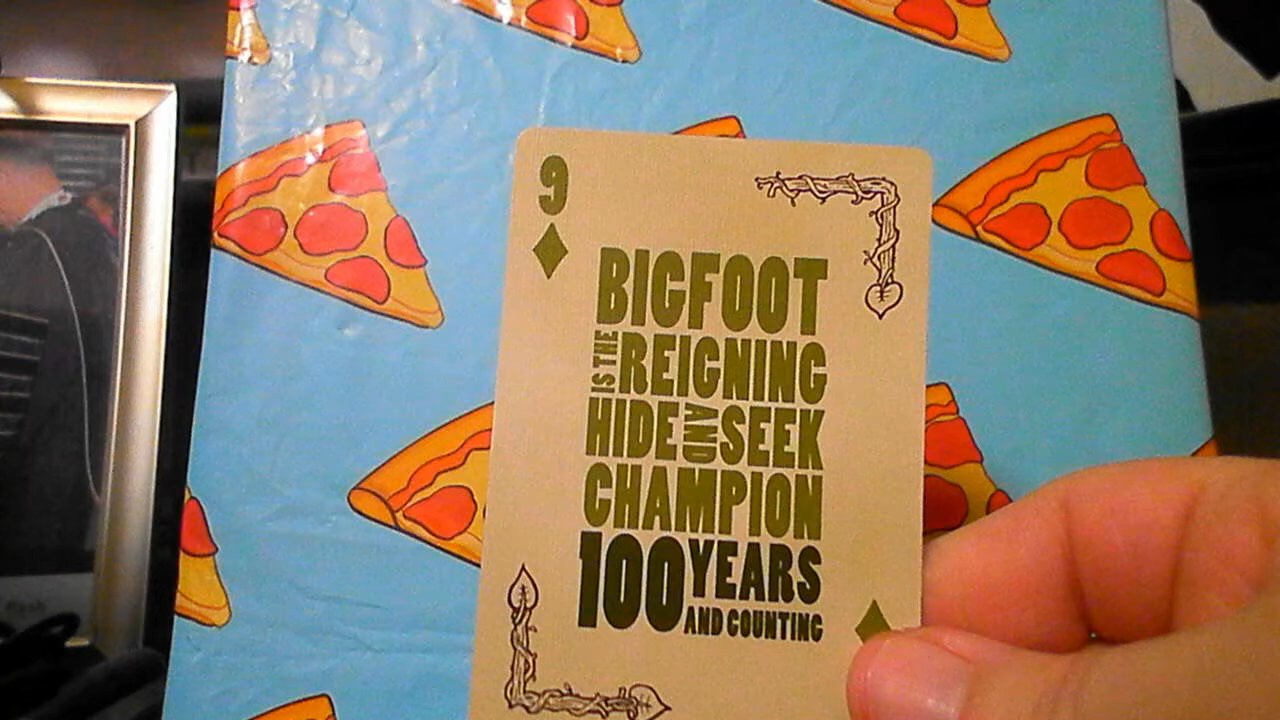 9
BIGFOOT
IS THE REIGNING
HIDE AND SEEK
CHAMPION
100 YEARS
AND COUNTING